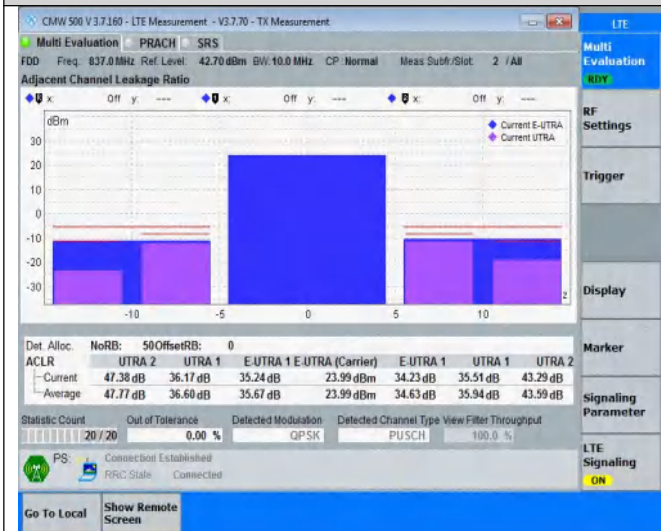 CMW 500 V 3.7.160 - LTE Measurement - V3.7.70 - TX Measurement
LTE
Multi Evaluation PRACH SRS
Multi Evaluation
RDY
FDD Freq: 837.0 MHz Ref. Level: 42.70 dBm BW: 10.0 MHz CP: Normal Meas Subfr./Slot: 2 / All
Adjacent Channel Leakage Ratio
x: Off y: --- x: Off y: --- x: Off y: ---
dBm
Current E-UTRA
Current UTRA
30
20
10
0
-10
-20
-30
-10 -5 0 5 10
z
RF Settings
Trigger
Display
Marker
Signaling Parameter
LTE Signaling
ON
Det. Alloc. NoRB: 50 OffsetRB: 0
ACLR UTRA 2 UTRA 1 E-UTRA 1 E-UTRA (Carrier) E-UTRA 1 UTRA 1 UTRA 2
Current 47.38 dB 36.17 dB 35.24 dB 23.99 dBm 34.23 dB 35.51 dB 43.29 dB
Average 47.77 dB 36.60 dB 35.67 dB 23.99 dBm 34.63 dB 35.94 dB 43.59 dB
Statistic Count Out of Tolerance Detected Modulation Detected Channel Type View Filter Throughput
20 / 20 0.00 % QPSK PUSCH 100.0 %
PS: Connection Established
RRC State Connected
Go To Local
Show Remote Screen